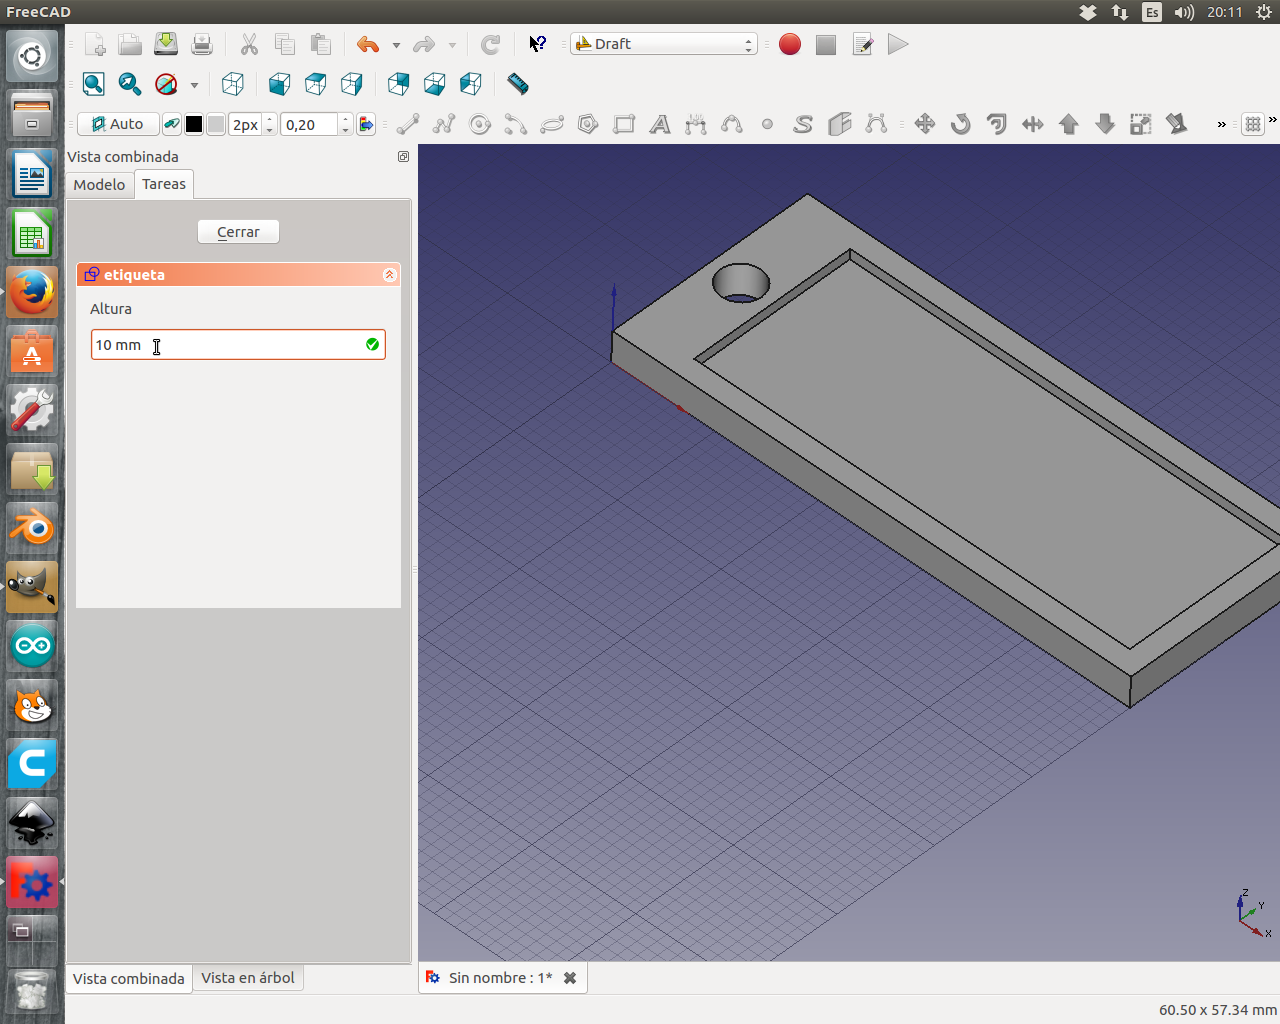 FreeCAD
Es
20:11
Draft
Auto
2px
0,20
»
»
Vista combinada
Modelo
Tareas
Cerrar
etiqueta
Altura
10 mm
Z
Y
X
Vista combinada
Vista en árbol
Sin nombre : 1*
60.50 x 57.34 mm